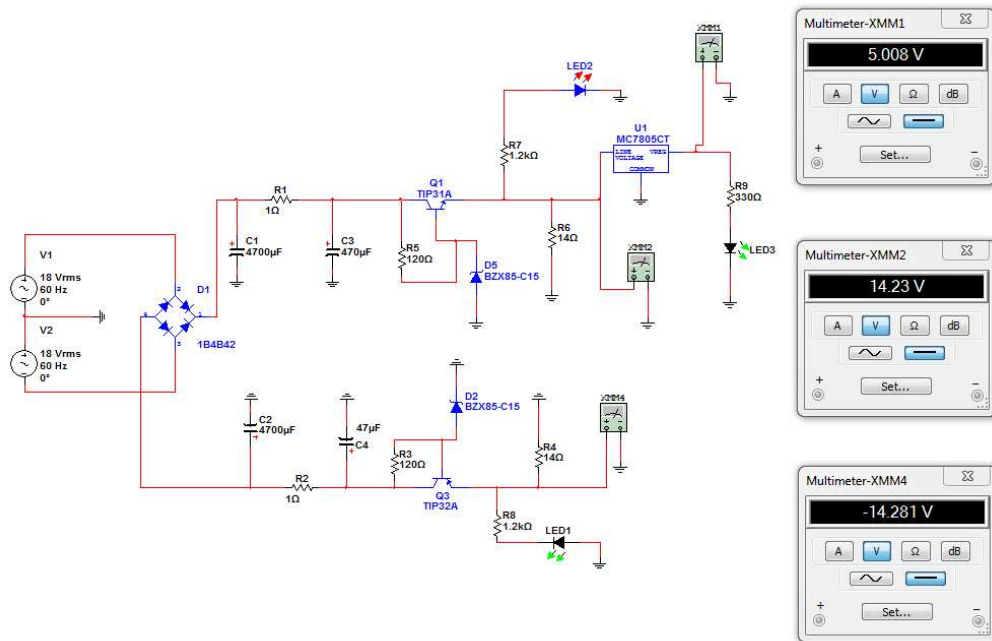 XMM1
LED2
R7
1.2kΩ
U1
MC7805CT
LINE VREG
VOLTAGE
COMMON
Q1
TIP31A
R1
1Ω
C1
4700µF
C3
470µF
R5
120Ω
D5
BZX85-C15
R6
14Ω
XMM2
R9
330Ω
LED3
V1
18 Vrms
60 Hz
0°
V2
18 Vrms
60 Hz
0°
D1
2
4
1
3
1B4B42
D2
BZX85-C15
C2
4700µF
47µF
C4
R3
120Ω
R4
14Ω
XMM4
R2
1Ω
Q3
TIP32A
R8
1.2kΩ
LED1
Multimeter-XMM1
5.008 V
A V Ω dB
+ Set... -
Multimeter-XMM2
14.23 V
A V Ω dB
+ Set... -
Multimeter-XMM4
-14.281 V
A V Ω dB
+ Set... -